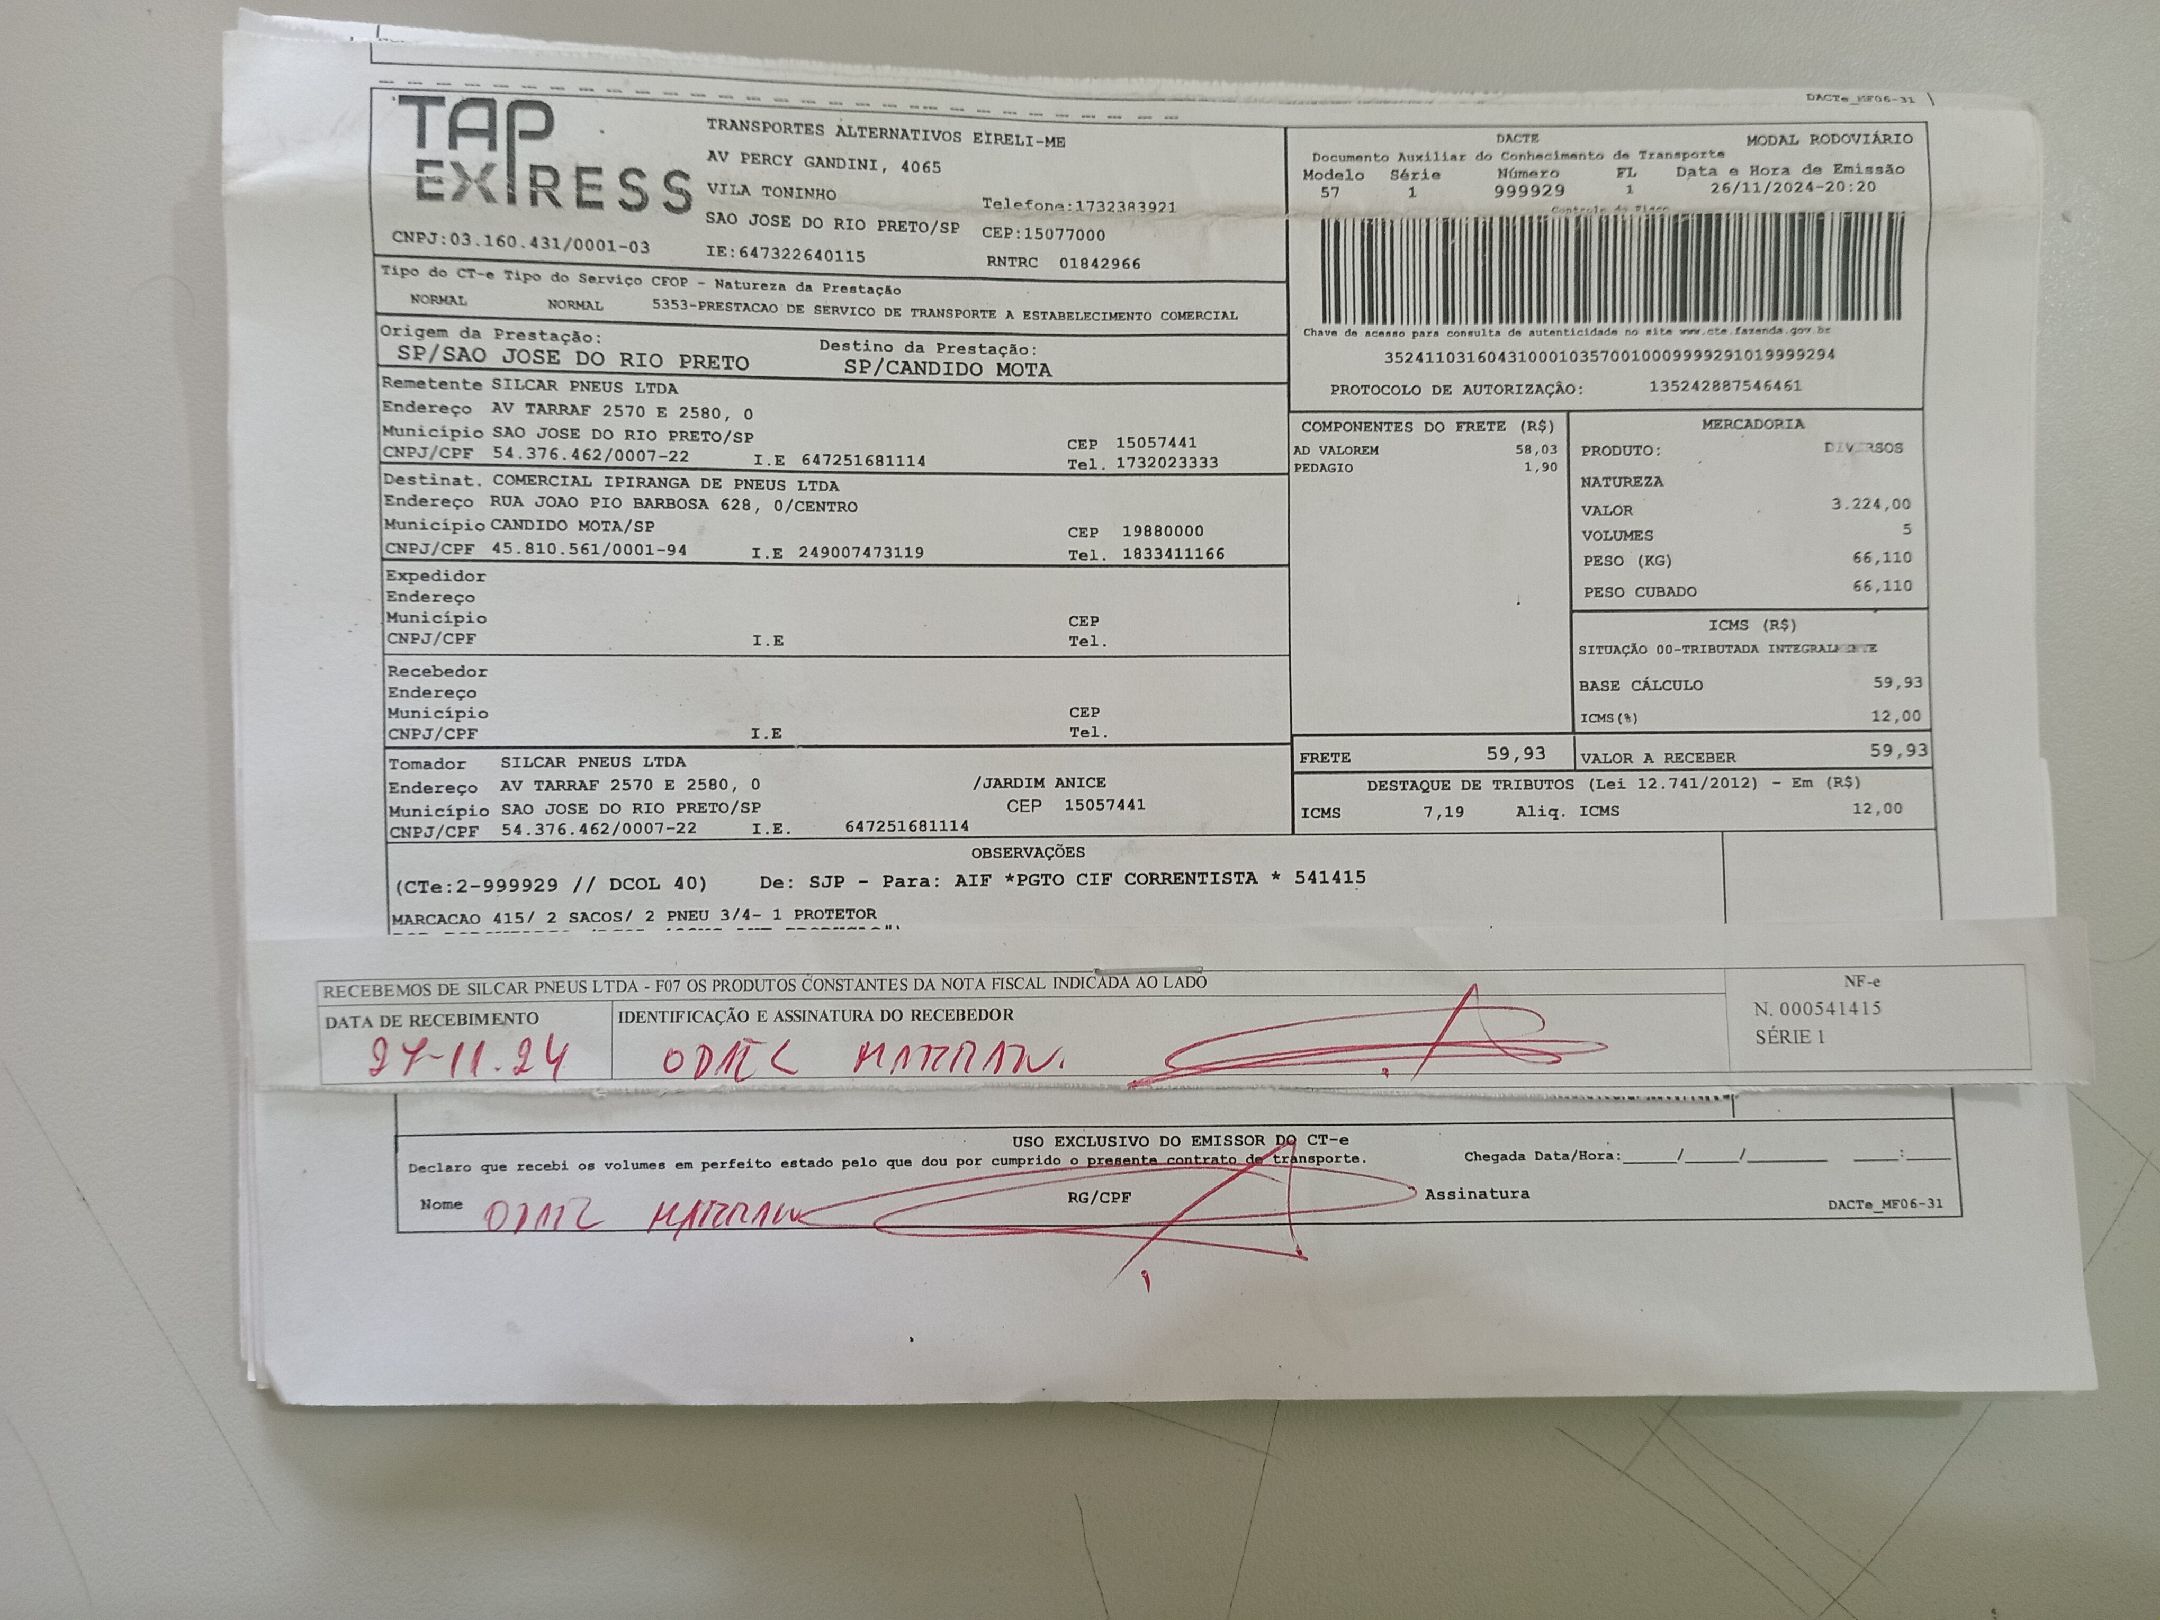 DACTe_MF06-31
TAP
EXPRESS
CNPJ:03.160.431/0001-03
TRANSPORTES ALTERNATIVOS EIRELI-ME
AV PERCY GANDINI, 4065
VILA TONINHO
Telefone:1732383921
SAO JOSE DO RIO PRETO/SP CEP:15077000
IE:647322640115 RNTRC 01842966
DACTE MODAL RODOVIÁRIO
Documento Auxiliar do Conhecimento de Transporte
Modelo Série Número FL Data e Hora de Emissão
57 1 999929 1 26/11/2024-20:20
Controle do Fisco
Chave de acesso para consulta de autenticidade no site www.cte.fazenda.gov.br
35241103160431000103570010009999291019999294
PROTOCOLO DE AUTORIZAÇÃO: 135242887546461
Tipo do CT-e Tipo do Serviço CFOP - Natureza da Prestação
NORMAL NORMAL 5353-PRESTACAO DE SERVICO DE TRANSPORTE A ESTABELECIMENTO COMERCIAL
Origem da Prestação: Destino da Prestação:
SP/SAO JOSE DO RIO PRETO SP/CANDIDO MOTA
Remetente SILCAR PNEUS LTDA
Endereço AV TARRAF 2570 E 2580, 0
Município SAO JOSE DO RIO PRETO/SP CEP 15057441
CNPJ/CPF 54.376.462/0007-22 I.E 647251681114 Tel. 1732023333
Destinat. COMERCIAL IPIRANGA DE PNEUS LTDA
Endereço RUA JOAO PIO BARBOSA 628, 0/CENTRO
Município CANDIDO MOTA/SP CEP 19880000
CNPJ/CPF 45.810.561/0001-94 I.E 249007473119 Tel. 1833411166
Expedidor
Endereço
Município CEP
CNPJ/CPF I.E Tel.
Recebedor
Endereço
Município CEP
CNPJ/CPF I.E Tel.
Tomador SILCAR PNEUS LTDA
Endereço AV TARRAF 2570 E 2580, 0 /JARDIM ANICE
Município SAO JOSE DO RIO PRETO/SP CEP 15057441
CNPJ/CPF 54.376.462/0007-22 I.E. 647251681114
COMPONENTES DO FRETE (R$)
AD VALOREM 58,03
PEDAGIO 1,90
MERCADORIA
PRODUTO: DIVERSOS
NATUREZA
VALOR 3.224,00
VOLUMES 5
PESO (KG) 66,110
PESO CUBADO 66,110
ICMS (R$)
SITUAÇÃO 00-TRIBUTADA INTEGRALMENTE
BASE CÁLCULO 59,93
ICMS(%) 12,00
FRETE 59,93 VALOR A RECEBER 59,93
DESTAQUE DE TRIBUTOS (Lei 12.741/2012) - Em (R$)
ICMS 7,19 Aliq. ICMS 12,00
OBSERVAÇÕES
(CTe:2-999929 // DCOL 40) De: SJP - Para: AIF *PGTO CIF CORRENTISTA * 541415
MARCACAO 415/ 2 SACOS/ 2 PNEU 3/4- 1 PROTETOR
RECEBEMOS DE SILCAR PNEUS LTDA - F07 OS PRODUTOS CONSTANTES DA NOTA FISCAL INDICADA AO LADO
DATA DE RECEBIMENTO IDENTIFICAÇÃO E ASSINATURA DO RECEBEDOR
27-11.24
NF-e
N. 000541415
SÉRIE 1
USO EXCLUSIVO DO EMISSOR DO CT-e
Declaro que recebi os volumes em perfeito estado pelo que dou por cumprido o presente contrato de transporte. Chegada Data/Hora:_____/_____/_______ ____:____
Nome RG/CPF Assinatura
DACTe_MF06-31